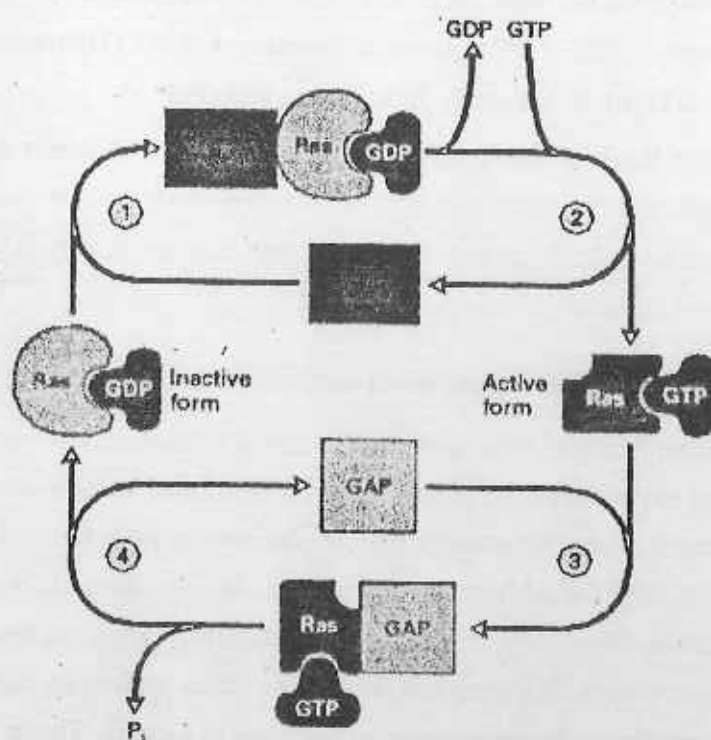 GDP GTP
Ras
GDP
1
2
Ras
GDP
Inactive
form
Active
form
Ras
GTP
GAP
4
3
Ras
GAP
GTP
Pi